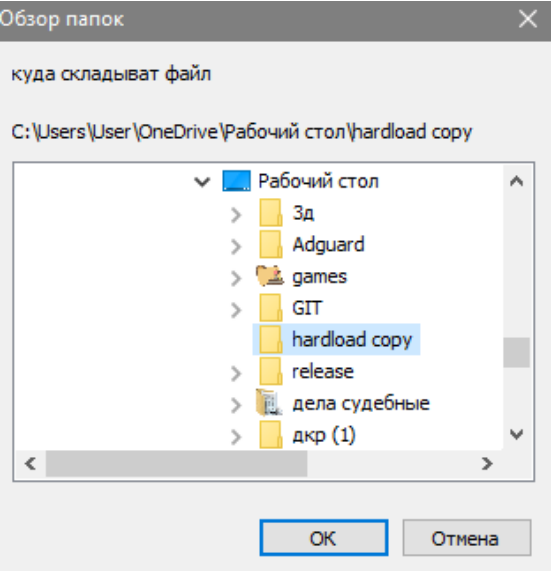 Обзор папок
куда складыват файл
C:\Users\User\OneDrive\Рабочий стол\hardload copy
Рабочий стол
3д
Adguard
games
GIT
hardload copy
release
дела судебные
дкр (1)
OK
Отмена